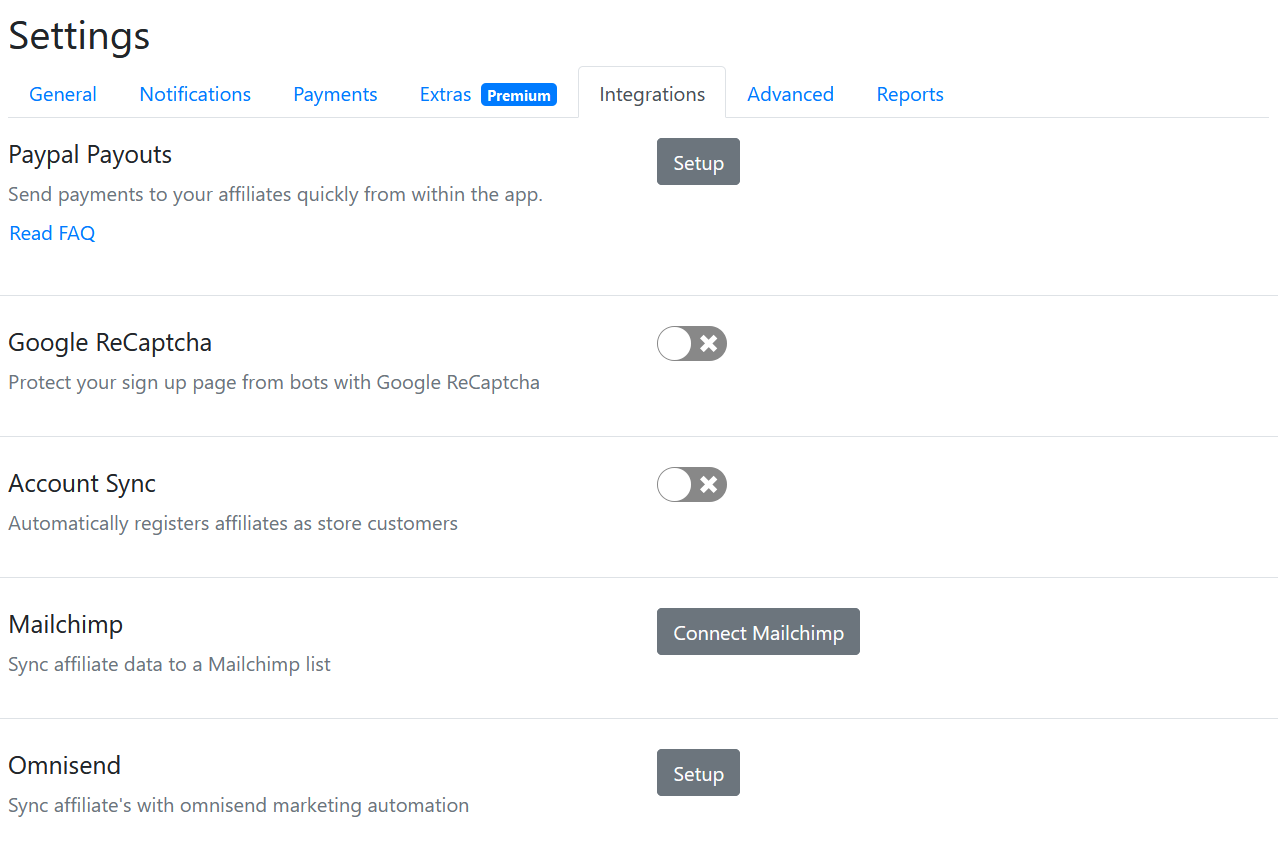 Settings
General Notifications Payments Extras Premium Integrations Advanced Reports
Paypal Payouts
Setup
Send payments to your affiliates quickly from within the app.
Read FAQ
Google ReCaptcha
Protect your sign up page from bots with Google ReCaptcha
Account Sync
Automatically registers affiliates as store customers
Mailchimp
Connect Mailchimp
Sync affiliate data to a Mailchimp list
Omnisend
Setup
Sync affiliate's with omnisend marketing automation